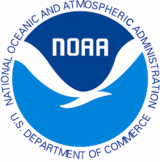 NATIONAL OCEANIC AND ATMOSPHERIC ADMINISTRATION
NOAA
U.S. DEPARTMENT OF COMMERCE